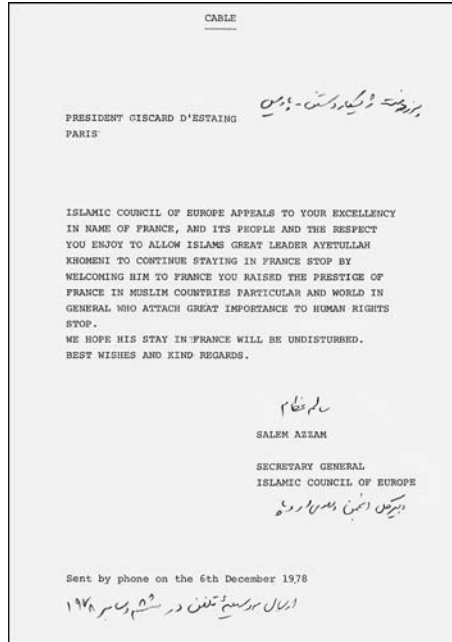 CABLE
پرزیدنت ژیسکاردستن - پاریس
PRESIDENT GISCARD D'ESTAING
PARIS
ISLAMIC COUNCIL OF EUROPE APPEALS TO YOUR EXCELLENCY
IN NAME OF FRANCE, AND ITS PEOPLE AND THE RESPECT
YOU ENJOY TO ALLOW ISLAMS GREAT LEADER AYETULLAH
KHOMENI TO CONTINUE STAYING IN FRANCE STOP BY
WELCOMING HIM TO FRANCE YOU RAISED THE PRESTIGE OF
FRANCE IN MUSLIM COUNTRIES PARTICULAR AND WORLD IN
GENERAL WHO ATTACH GREAT IMPORTANCE TO HUMAN RIGHTS
STOP.
WE HOPE HIS STAY IN FRANCE WILL BE UNDISTURBED.
BEST WISHES AND KIND REGARDS.
سالم عظام
SALEM AZZAM
SECRETARY GENERAL
ISLAMIC COUNCIL OF EUROPE
دبیرکل انجمن اسلامی اروپا
Sent by phone on the 6th December 1978
ارسال بوسیلهٔ تلفن در ششم دسامبر ۱۹۷۸